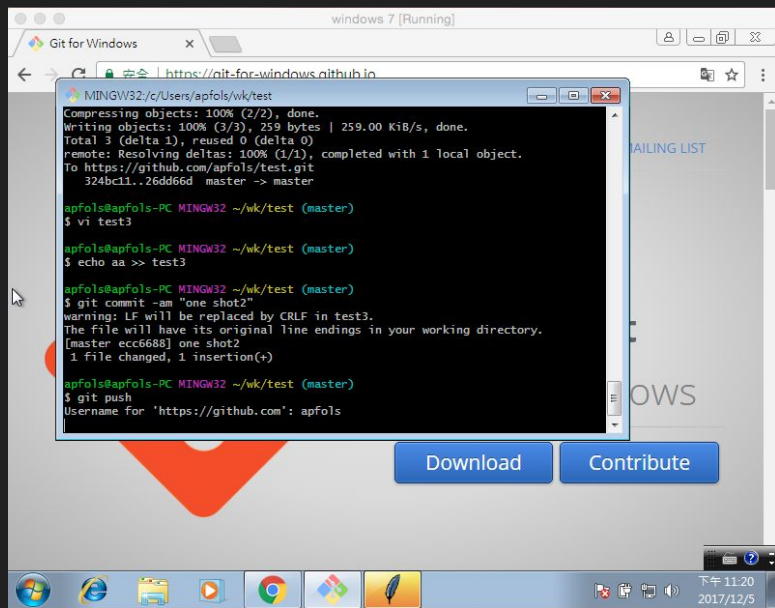 windows 7 [Running]
Git for Windows
安全 https://git-for-windows.github.io
MINGW32:/c/Users/apfols/wk/test
Compressing objects: 100% (2/2), done.
Writing objects: 100% (3/3), 259 bytes | 259.00 KiB/s, done.
Total 3 (delta 1), reused 0 (delta 0)
remote: Resolving deltas: 100% (1/1), completed with 1 local object.
To https://github.com/apfols/test.git
324bc11..26dd66d master -> master
apfols@apfols-PC MINGW32 ~/wk/test (master)
$ vi test3
apfols@apfols-PC MINGW32 ~/wk/test (master)
$ echo aa >> test3
apfols@apfols-PC MINGW32 ~/wk/test (master)
$ git commit -am "one shot2"
warning: LF will be replaced by CRLF in test3.
The file will have its original line endings in your working directory.
[master ecc6688] one shot2
1 file changed, 1 insertion(+)
apfols@apfols-PC MINGW32 ~/wk/test (master)
$ git push
Username for 'https://github.com': apfols
MAILING LIST
OWS
Download
Contribute
下午 11:20
2017/12/5